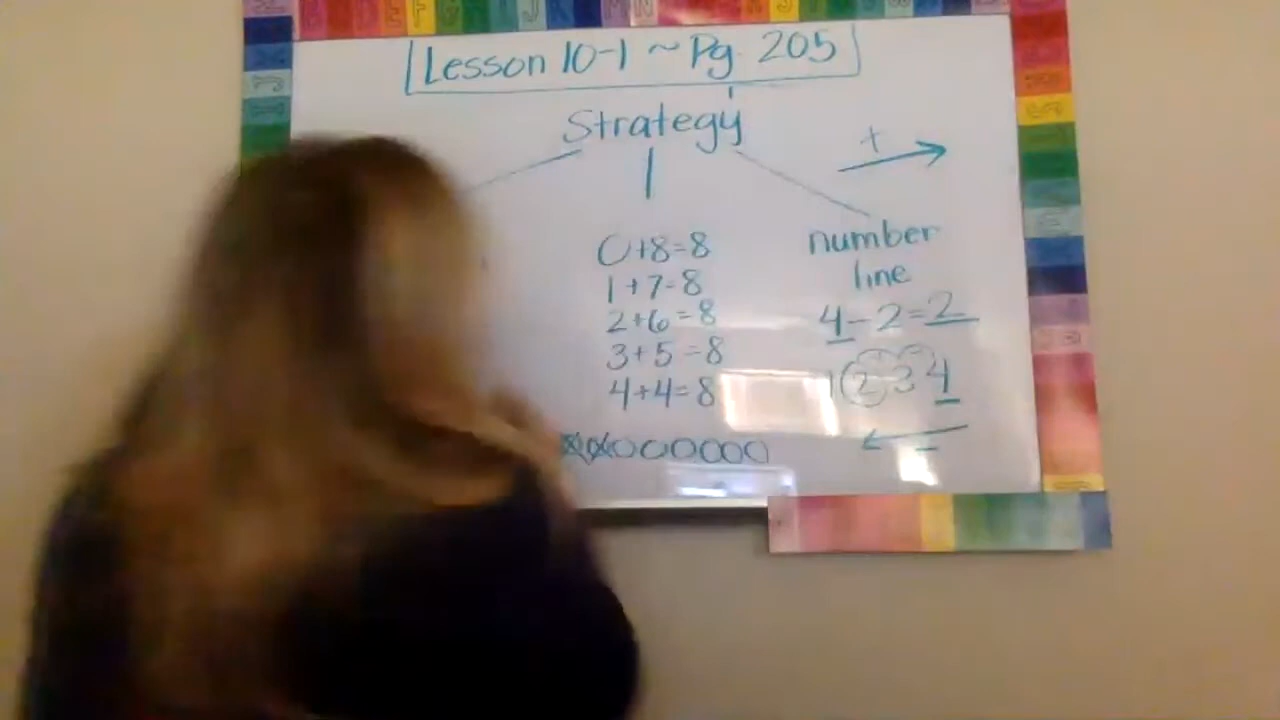 Lesson 10-1 ~ Pg. 205
Strategy
+
0+8=8
1+7=8
2+6=8
3+5=8
4+4=8
number
line
4-2=2
1 2 3 4
-